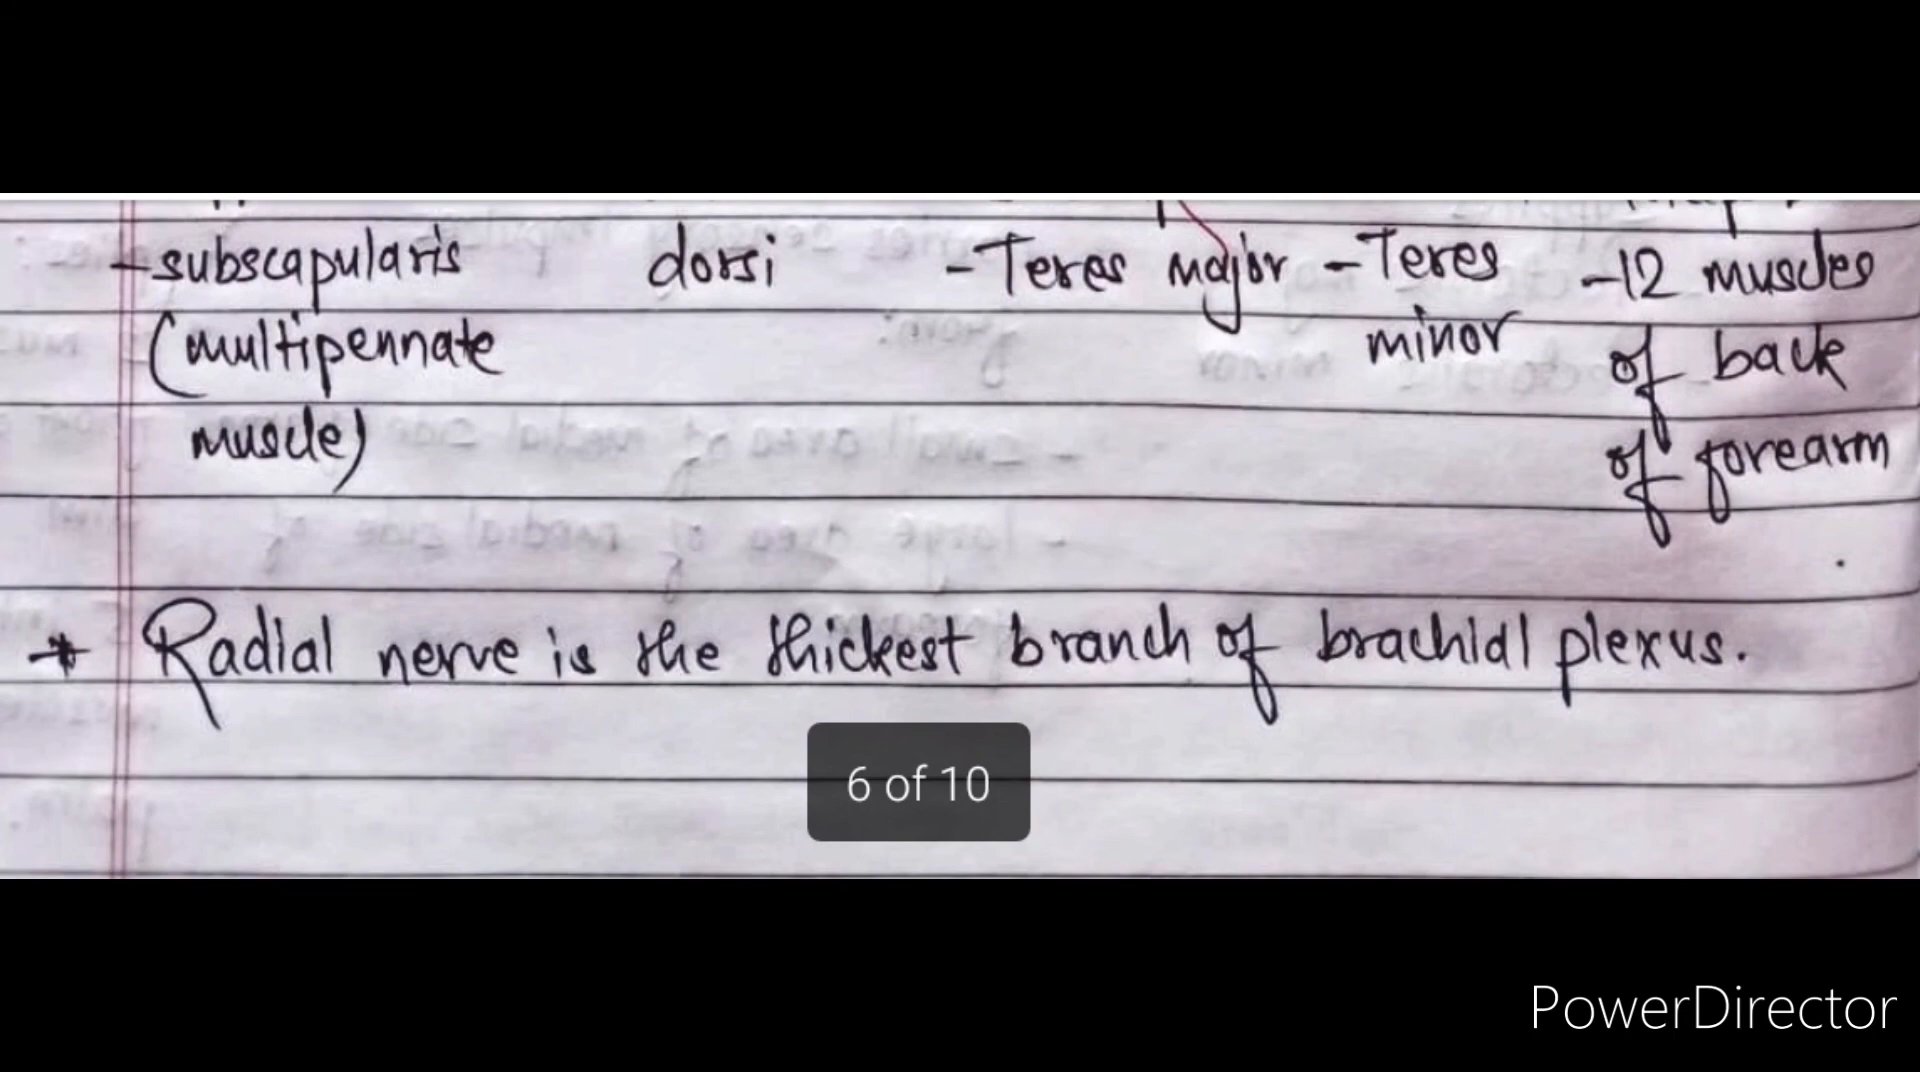 -subscapularis dorsi -Teres major -Teres -12 muscles
(multipennate minor of back
muscle) of forearm
* Radial nerve is the thickest branch of brachial plexus.
6 of 10
PowerDirector